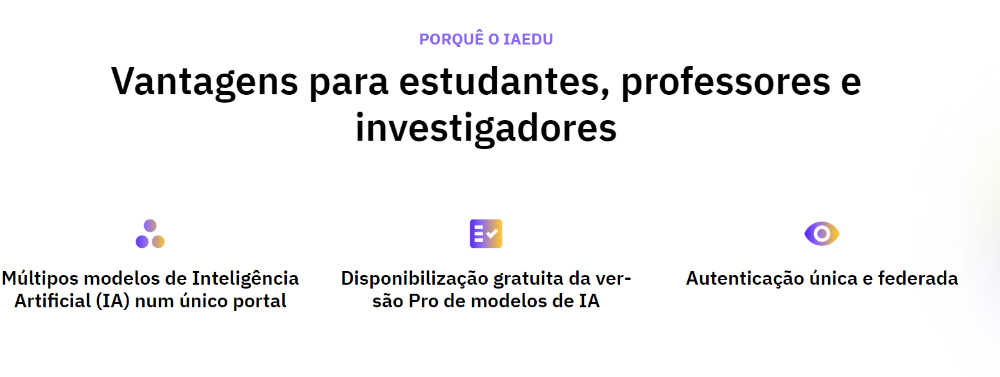 PORQUÊ O IAEDU
Vantagens para estudantes, professores e
investigadores
Múltipos modelos de Inteligência
Artificial (IA) num único portal
Disponibilização gratuita da ver-
são Pro de modelos de IA
Autenticação única e federada